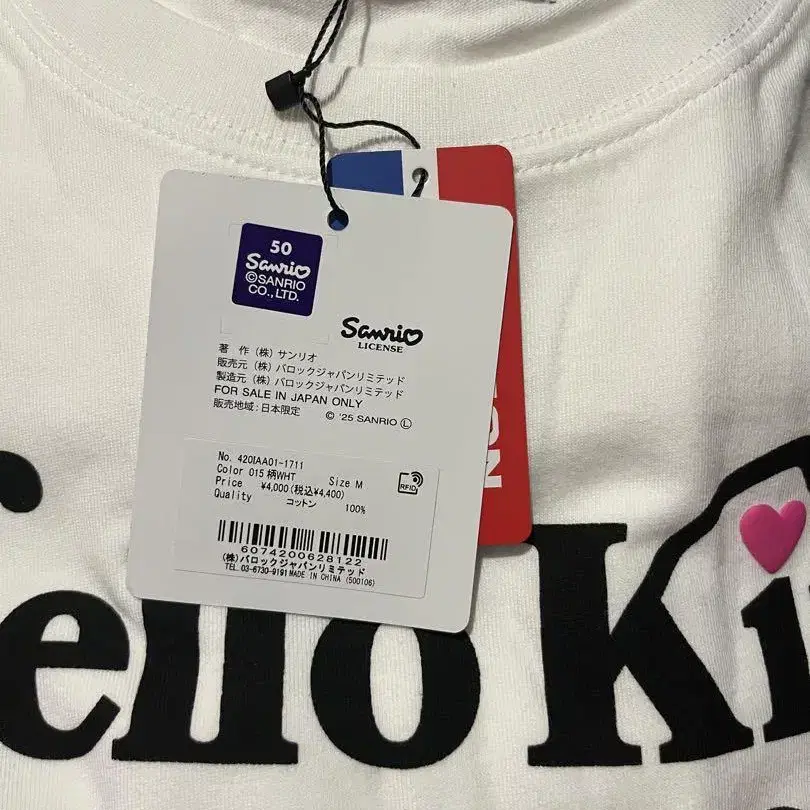 50
Sanrio
©SANRIO
CO.,LTD.
Sanrio
LICENSE
著 作 (株) サンリオ
販売元 (株) バロックジャパンリミテッド
製造元 (株) バロックジャパンリミテッド
FOR SALE IN JAPAN ONLY
販売地域:日本限定 © '25 SANRIO Ⓛ
No. 420IAA01-1711
Color 015 柄WHT Size M
Price ¥4,000(税込¥4,400)
Quality コットン 100%
RFID
6074200628122
(株)バロックジャパンリミテッド
TEL.03-6730-9191 MADE IN CHINA (500106)
ello Ki